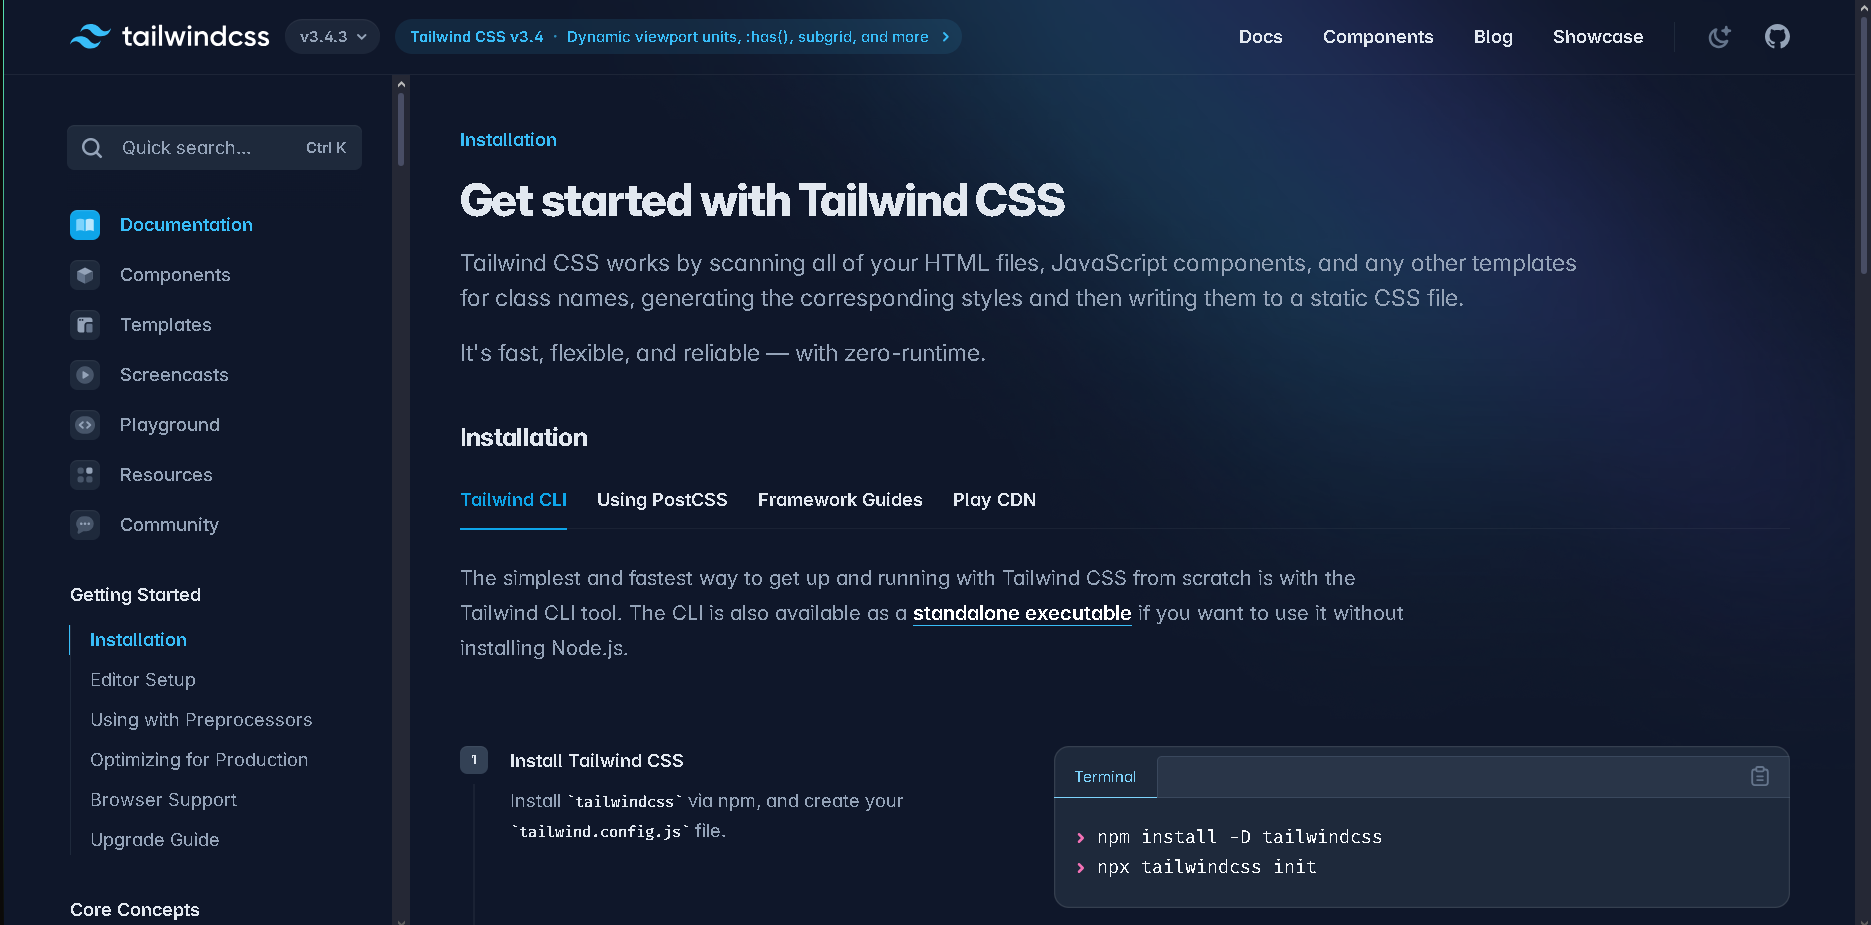 tailwindcss
v3.4.3
Tailwind CSS v3.4 · Dynamic viewport units, :has(), subgrid, and more
Docs
Components
Blog
Showcase
Quick search...
Ctrl K
Documentation
Components
Templates
Screencasts
Playground
Resources
Community
Getting Started
Installation
Editor Setup
Using with Preprocessors
Optimizing for Production
Browser Support
Upgrade Guide
Core Concepts
Installation
Get started with Tailwind CSS
Tailwind CSS works by scanning all of your HTML files, JavaScript components, and any other templates
for class names, generating the corresponding styles and then writing them to a static CSS file.
It's fast, flexible, and reliable — with zero-runtime.
Installation
Tailwind CLI
Using PostCSS
Framework Guides
Play CDN
The simplest and fastest way to get up and running with Tailwind CSS from scratch is with the
Tailwind CLI tool. The CLI is also available as a standalone executable if you want to use it without
installing Node.js.
1
Install Tailwind CSS
Install `tailwindcss` via npm, and create your
`tailwind.config.js` file.
Terminal
› npm install -D tailwindcss
› npx tailwindcss init